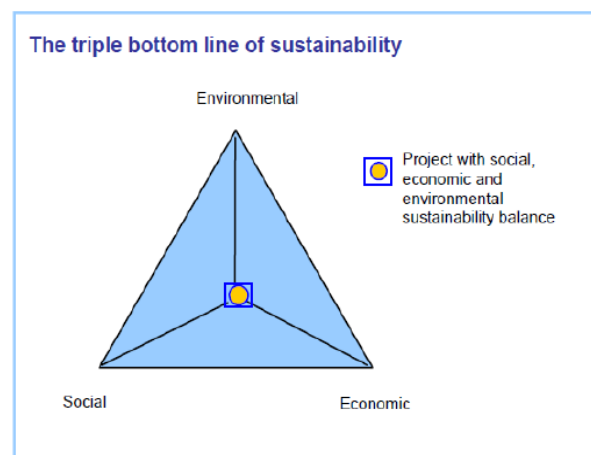 The triple bottom line of sustainability
Environmental
Project with social,
economic and
environmental
sustainability balance
Social
Economic